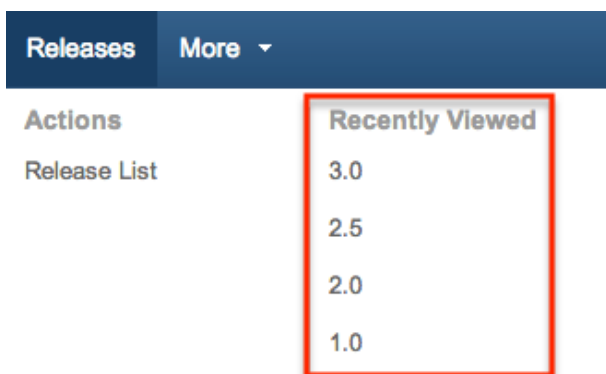 Releases More
Actions Recently Viewed
Release List 3.0
2.5
2.0
1.0